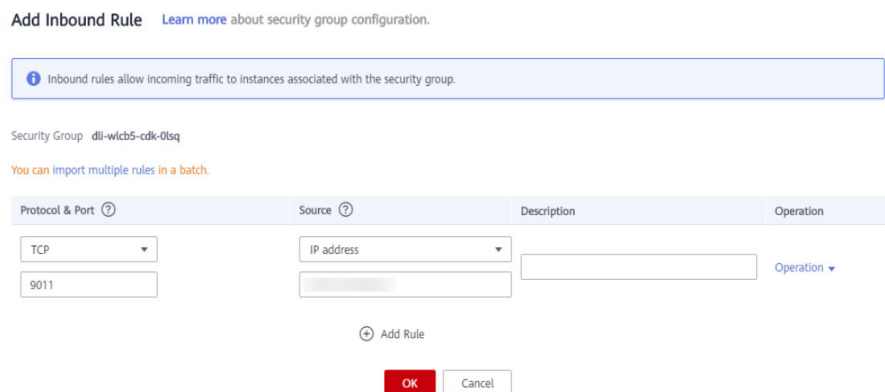 Add Inbound Rule Learn more about security group configuration.
Inbound rules allow incoming traffic to instances associated with the security group.
Security Group dli-wlcb5-cdk-0lsq
You can import multiple rules in a batch.
Protocol & Port Source Description Operation
TCP IP address
Operation
9011
Add Rule
OK Cancel